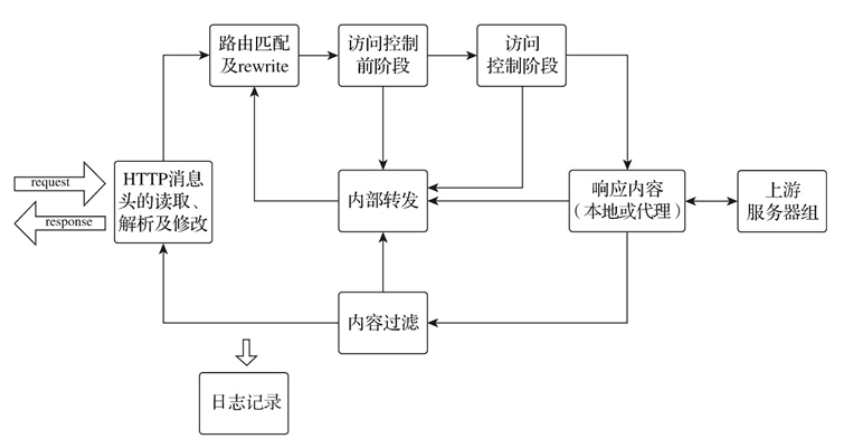 路由匹配
及rewrite
访问控制
前阶段
访问
控制阶段
request
response
HTTP消息
头的读取、
解析及修改
内部转发
响应内容
（本地或代理）
上游
服务器组
内容过滤
日志记录